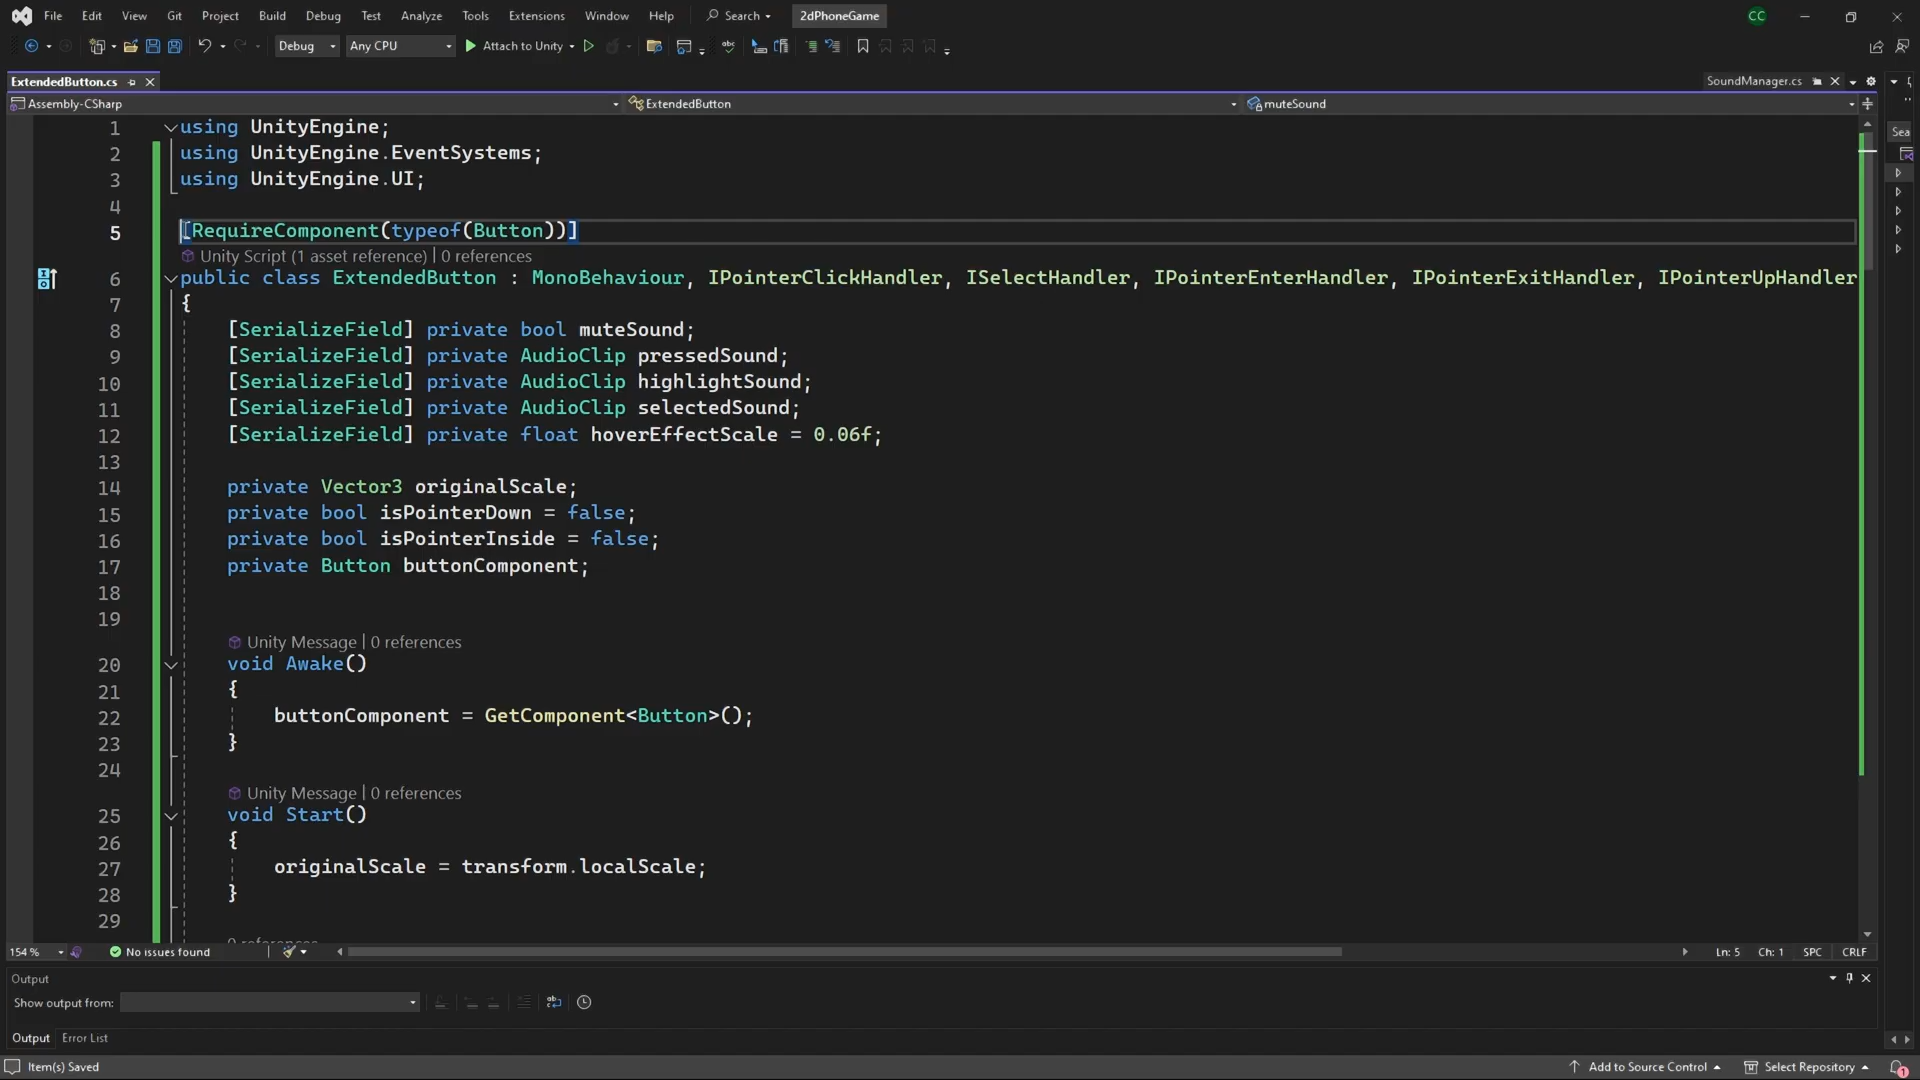 File Edit View Git Project Build Debug Test Analyze Tools Extensions Window Help Search 2dPhoneGame CC
Debug Any CPU Attach to Unity
ExtendedButton.cs SoundManager.cs
Assembly-CSharp ExtendedButton muteSound
Sea
1 using UnityEngine;
2 using UnityEngine.EventSystems;
3 using UnityEngine.UI;
4
5 [RequireComponent(typeof(Button))]
Unity Script (1 asset reference) | 0 references
6 public class ExtendedButton : MonoBehaviour, IPointerClickHandler, ISelectHandler, IPointerEnterHandler, IPointerExitHandler, IPointerUpHandler
7 {
8 [SerializeField] private bool muteSound;
9 [SerializeField] private AudioClip pressedSound;
10 [SerializeField] private AudioClip highlightSound;
11 [SerializeField] private AudioClip selectedSound;
12 [SerializeField] private float hoverEffectScale = 0.06f;
13
14 private Vector3 originalScale;
15 private bool isPointerDown = false;
16 private bool isPointerInside = false;
17 private Button buttonComponent;
18
19
Unity Message | 0 references
20 void Awake()
21 {
22 buttonComponent = GetComponent<Button>();
23 }
24
Unity Message | 0 references
25 void Start()
26 {
27 originalScale = transform.localScale;
28 }
29
0 references
154 % No issues found Ln: 5 Ch: 1 SPC CRLF
Output
Show output from:
Output Error List
Item(s) Saved Add to Source Control Select Repository 1